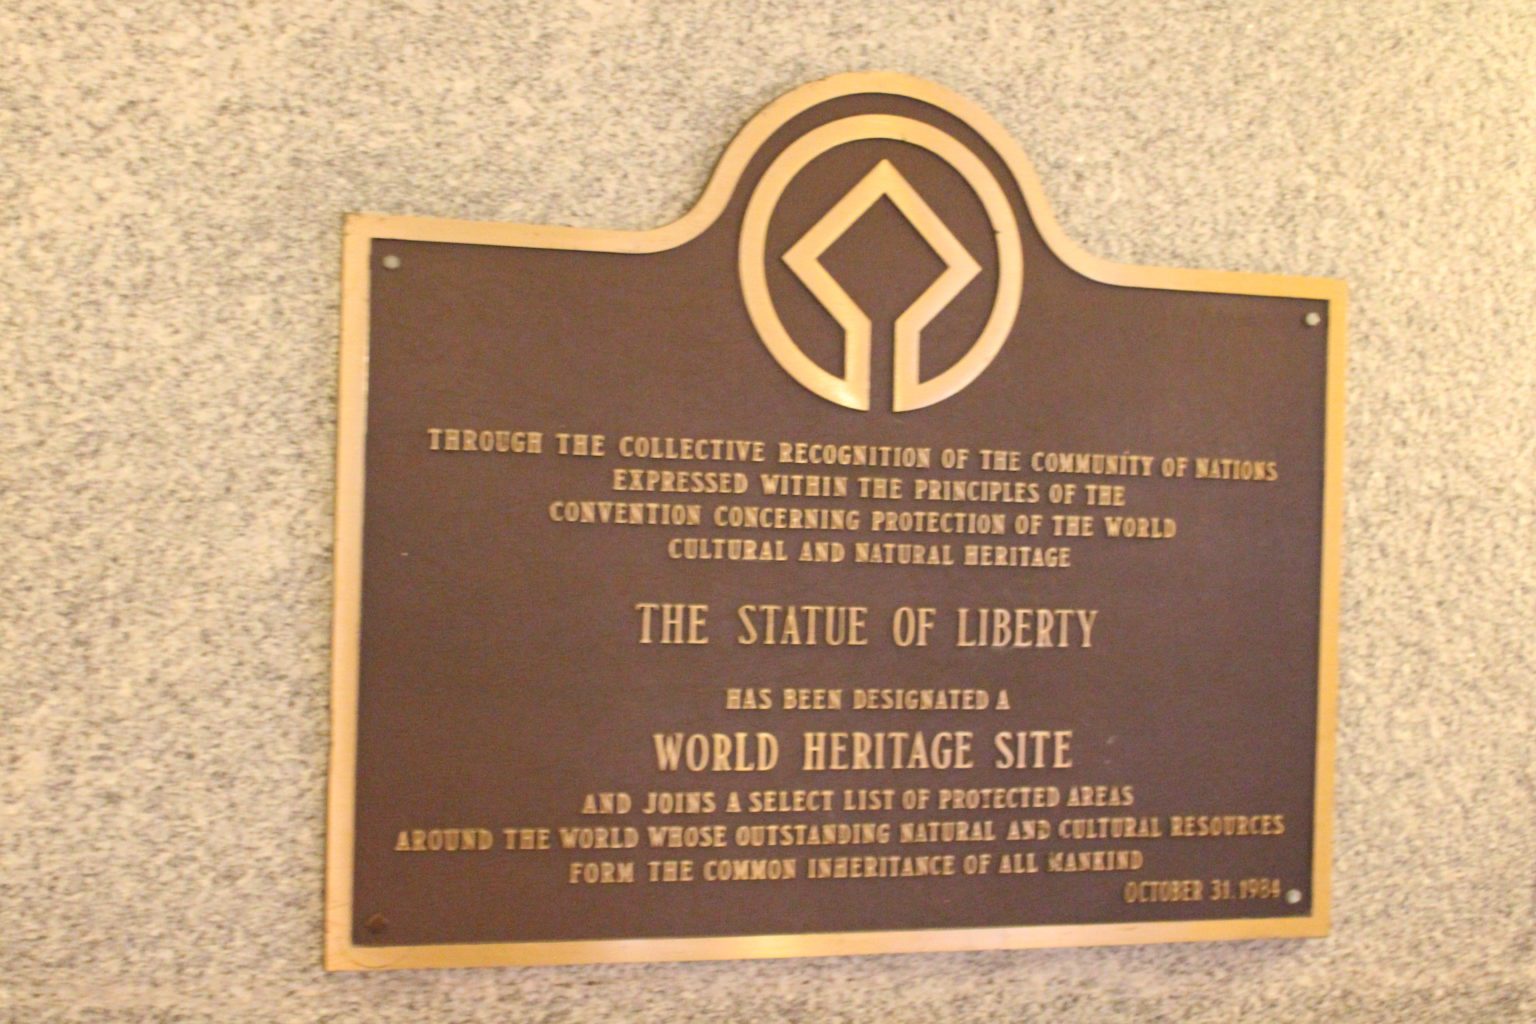 THROUGH THE COLLECTIVE RECOGNITION OF THE COMMUNITY OF NATIONS
EXPRESSED WITHIN THE PRINCIPLES OF THE
CONVENTION CONCERNING PROTECTION OF THE WORLD
CULTURAL AND NATURAL HERITAGE
THE STATUE OF LIBERTY
HAS BEEN DESIGNATED A
WORLD HERITAGE SITE
AND JOINS A SELECT LIST OF PROTECTED AREAS
AROUND THE WORLD WHOSE OUTSTANDING NATURAL AND CULTURAL RESOURCES
FORM THE COMMON INHERITANCE OF ALL MANKIND
OCTOBER 31, 1984